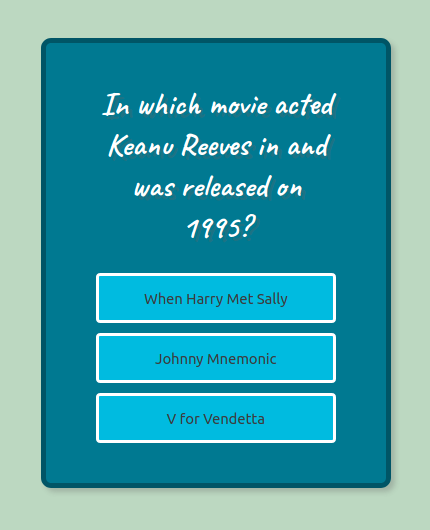 In which movie acted
Keanu Reeves in and
was released on
1995?
When Harry Met Sally
Johnny Mnemonic
V for Vendetta